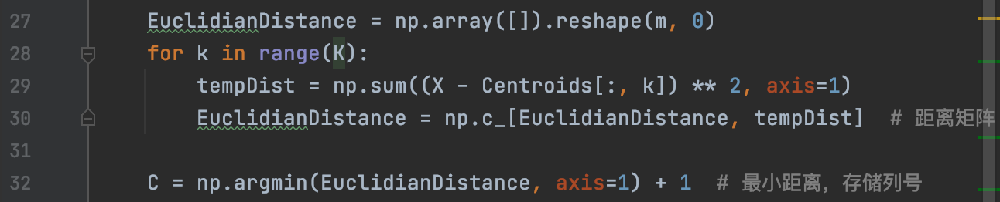 27 EuclidianDistance = np.array([]).reshape(m, 0)
28 for k in range(K):
29 tempDist = np.sum((X - Centroids[:, k]) ** 2, axis=1)
30 EuclidianDistance = np.c_[EuclidianDistance, tempDist]  # 距离矩阵
31
32 C = np.argmin(EuclidianDistance, axis=1) + 1  # 最小距离，存储列号